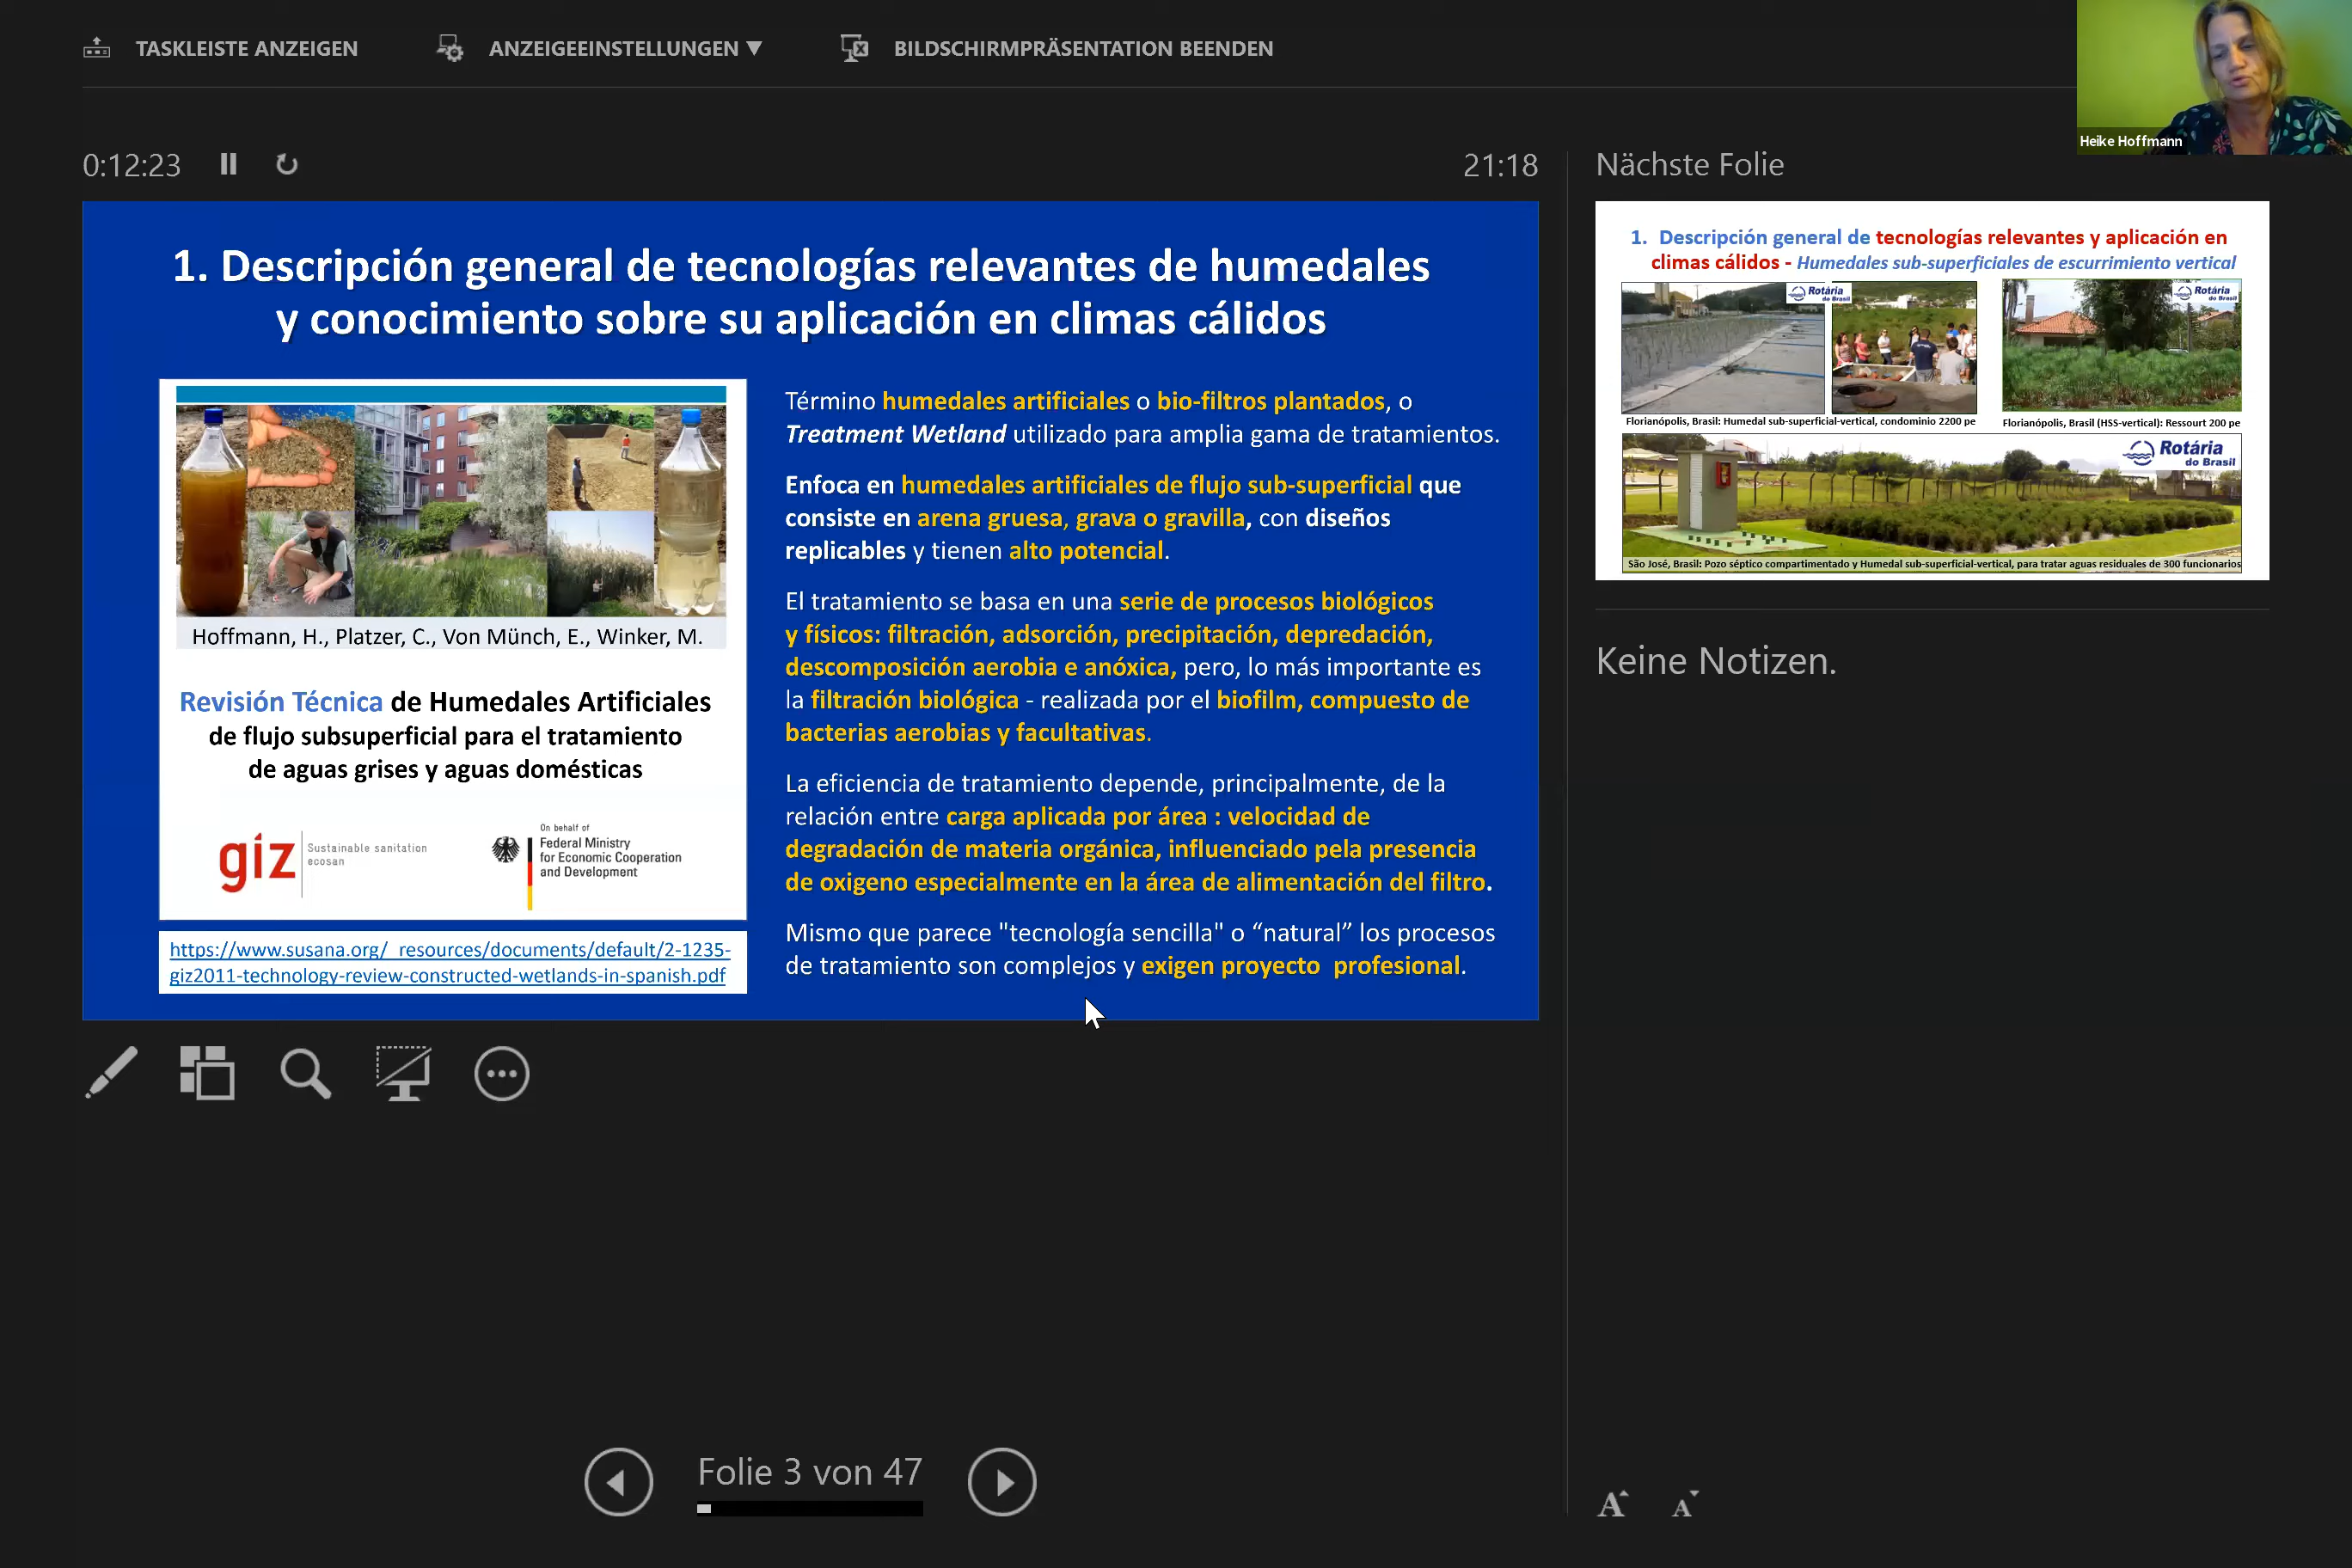 TASKLEISTE ANZEIGEN
ANZEIGEEINSTELLUNGEN ▼
BILDSCHIRMPRÄSENTATION BEENDEN
Heike Hoffmann
0:12:23
21:18
1. Descripción general de tecnologías relevantes de humedales
y conocimiento sobre su aplicación en climas cálidos
Hoffmann, H., Platzer, C., Von Münch, E., Winker, M.
Revisión Técnica de Humedales Artificiales
de flujo subsuperficial para el tratamiento
de aguas grises y aguas domésticas
giz
Sustainable sanitation
ecosan
On behalf of
Federal Ministry
for Economic Cooperation
and Development
https://www.susana.org/_resources/documents/default/2-1235-
giz2011-technology-review-constructed-wetlands-in-spanish.pdf
Término humedales artificiales o bio-filtros plantados, o
Treatment Wetland utilizado para amplia gama de tratamientos.
Enfoca en humedales artificiales de flujo sub-superficial que
consiste en arena gruesa, grava o gravilla, con diseños
replicables y tienen alto potencial.
El tratamiento se basa en una serie de procesos biológicos
y físicos: filtración, adsorción, precipitación, depredación,
descomposición aerobia e anóxica, pero, lo más importante es
la filtración biológica - realizada por el biofilm, compuesto de
bacterias aerobias y facultativas.
La eficiencia de tratamiento depende, principalmente, de la
relación entre carga aplicada por área : velocidad de
degradación de materia orgánica, influenciado pela presencia
de oxigeno especialmente en la área de alimentación del filtro.
Mismo que parece "tecnología sencilla" o “natural” los procesos
de tratamiento son complejos y exigen proyecto profesional.
Folie 3 von 47
Nächste Folie
1. Descripción general de tecnologías relevantes y aplicación en
climas cálidos - Humedales sub-superficiales de escurrimiento vertical
Rotária
do Brasil
Rotária
do Brasil
Florianópolis, Brasil: Humedal sub-superficial-vertical, condominio 2200 pe
Florianópolis, Brasil (HSS-vertical): Ressourt 200 pe
Rotária
do Brasil
São José, Brasil: Pozo séptico compartimentado y Humedal sub-superficial-vertical, para tratar aguas residuales de 300 funcionarios
Keine Notizen.
A A